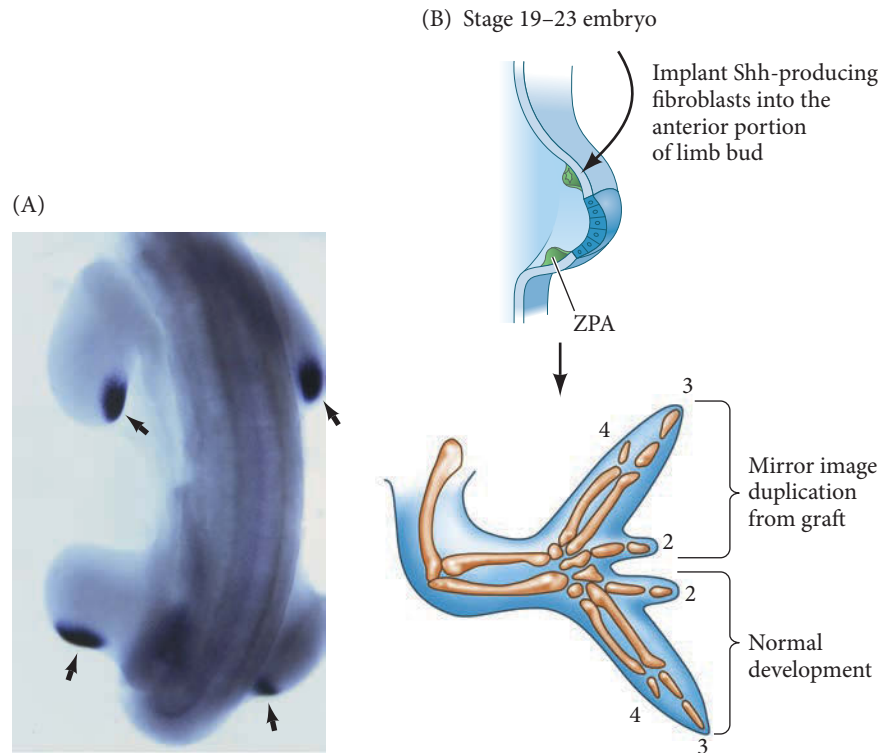 (B) Stage 19–23 embryo
Implant Shh-producing
fibroblasts into the
anterior portion
of limb bud
(A)
ZPA
3
4
Mirror image
duplication
from graft
2
2
Normal
development
4
3